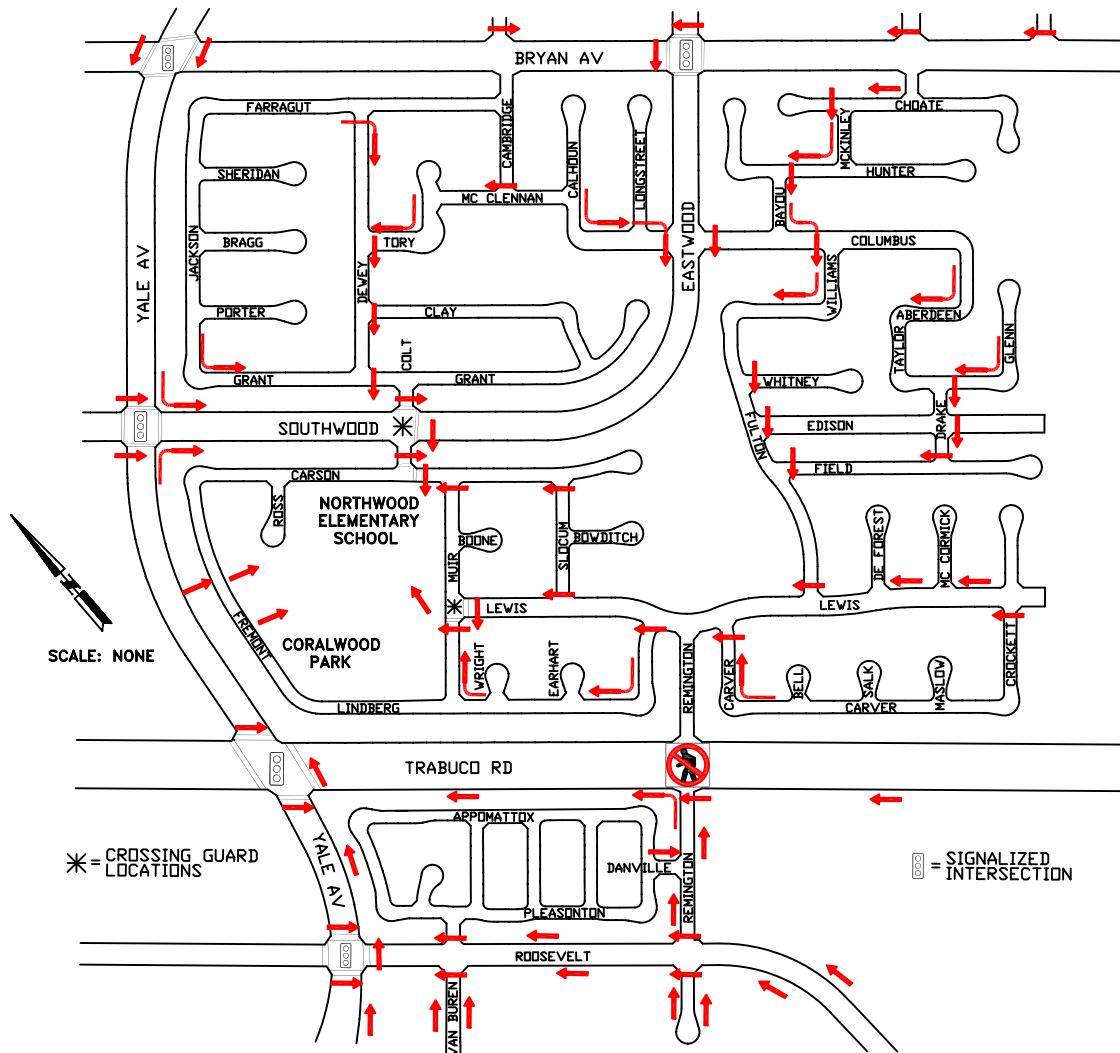 BRYAN AV
FARRAGUT
CAMBRIDGE
CALHOUN
LONGSTREET
CHOATE
MCKINLEY
HUNTER
SHERIDAN
MC CLENNAN
BAYOU
EASTWOOD
YALE AV
JACKSON
BRAGG
TORY
COLUMBUS
DEWEY
WILLIAMS
PORTER
CLAY
ABERDEEN
TAYLOR
GLENN
COLT
GRANT
GRANT
WHITNEY
FULTON
DRAKE
SOUTHWOOD
EDISON
CARSON
FIELD
ROSS
NORTHWOOD
ELEMENTARY
SCHOOL
BOONE
BOWDITCH
MUIR
SLOCUM
DE FOREST
MC CORMICK
N
LEWIS
LEWIS
FREMONT
SCALE: NONE
CORALWOOD
PARK
WRIGHT
EARHART
REMINGTON
CARVER
BELL
SALK
MASLOW
CROCKETT
LINDBERG
CARVER
TRABUCO RD
APPOMATTOX
YALE AV
= CROSSING GUARD
LOCATIONS
DANVILLE
REMINGTON
= SIGNALIZED
INTERSECTION
PLEASONTON
ROOSEVELT
VAN BUREN